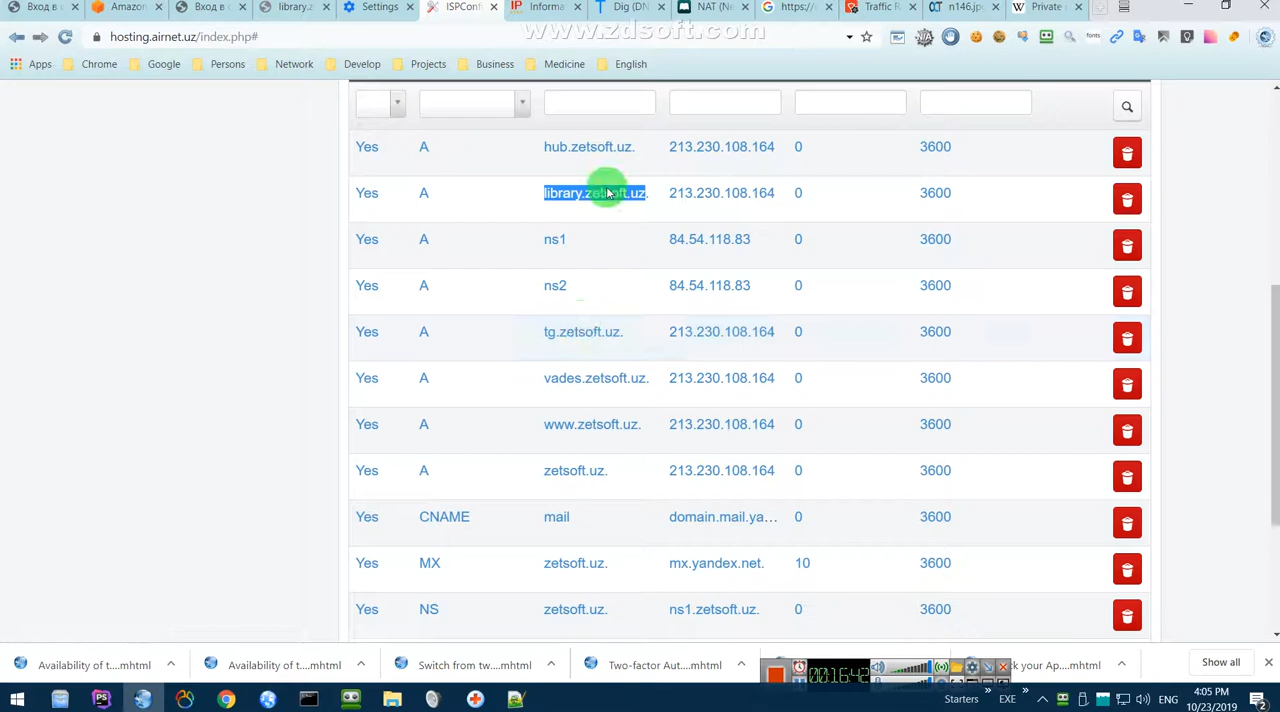 Вход в с
Amazon
Вход в с
library.z
Settings
ISPConf
Informa
Dig (DN
NAT (Ne
https://
Traffic R
n146.jp
Private
hosting.airnet.uz/index.php#
www.zdsoft.com
Apps Chrome Google Persons Network Develop Projects Business Medicine English
Yes A hub.zetsoft.uz. 213.230.108.164 0 3600
Yes A library.zetsoft.uz. 213.230.108.164 0 3600
Yes A ns1 84.54.118.83 0 3600
Yes A ns2 84.54.118.83 0 3600
Yes A tg.zetsoft.uz. 213.230.108.164 0 3600
Yes A vades.zetsoft.uz. 213.230.108.164 0 3600
Yes A www.zetsoft.uz. 213.230.108.164 0 3600
Yes A zetsoft.uz. 213.230.108.164 0 3600
Yes CNAME mail domain.mail.ya... 0 3600
Yes MX zetsoft.uz. mx.yandex.net. 10 3600
Yes NS zetsoft.uz. ns1.zetsoft.uz. 0 3600
Availability of t....mhtml
Availability of t....mhtml
Switch from tw....mhtml
Two-factor Aut....mhtml
ck your Ap....mhtml
Show all
00:16:42
Starters » EXE » ENG
4:05 PM
10/23/2019
2